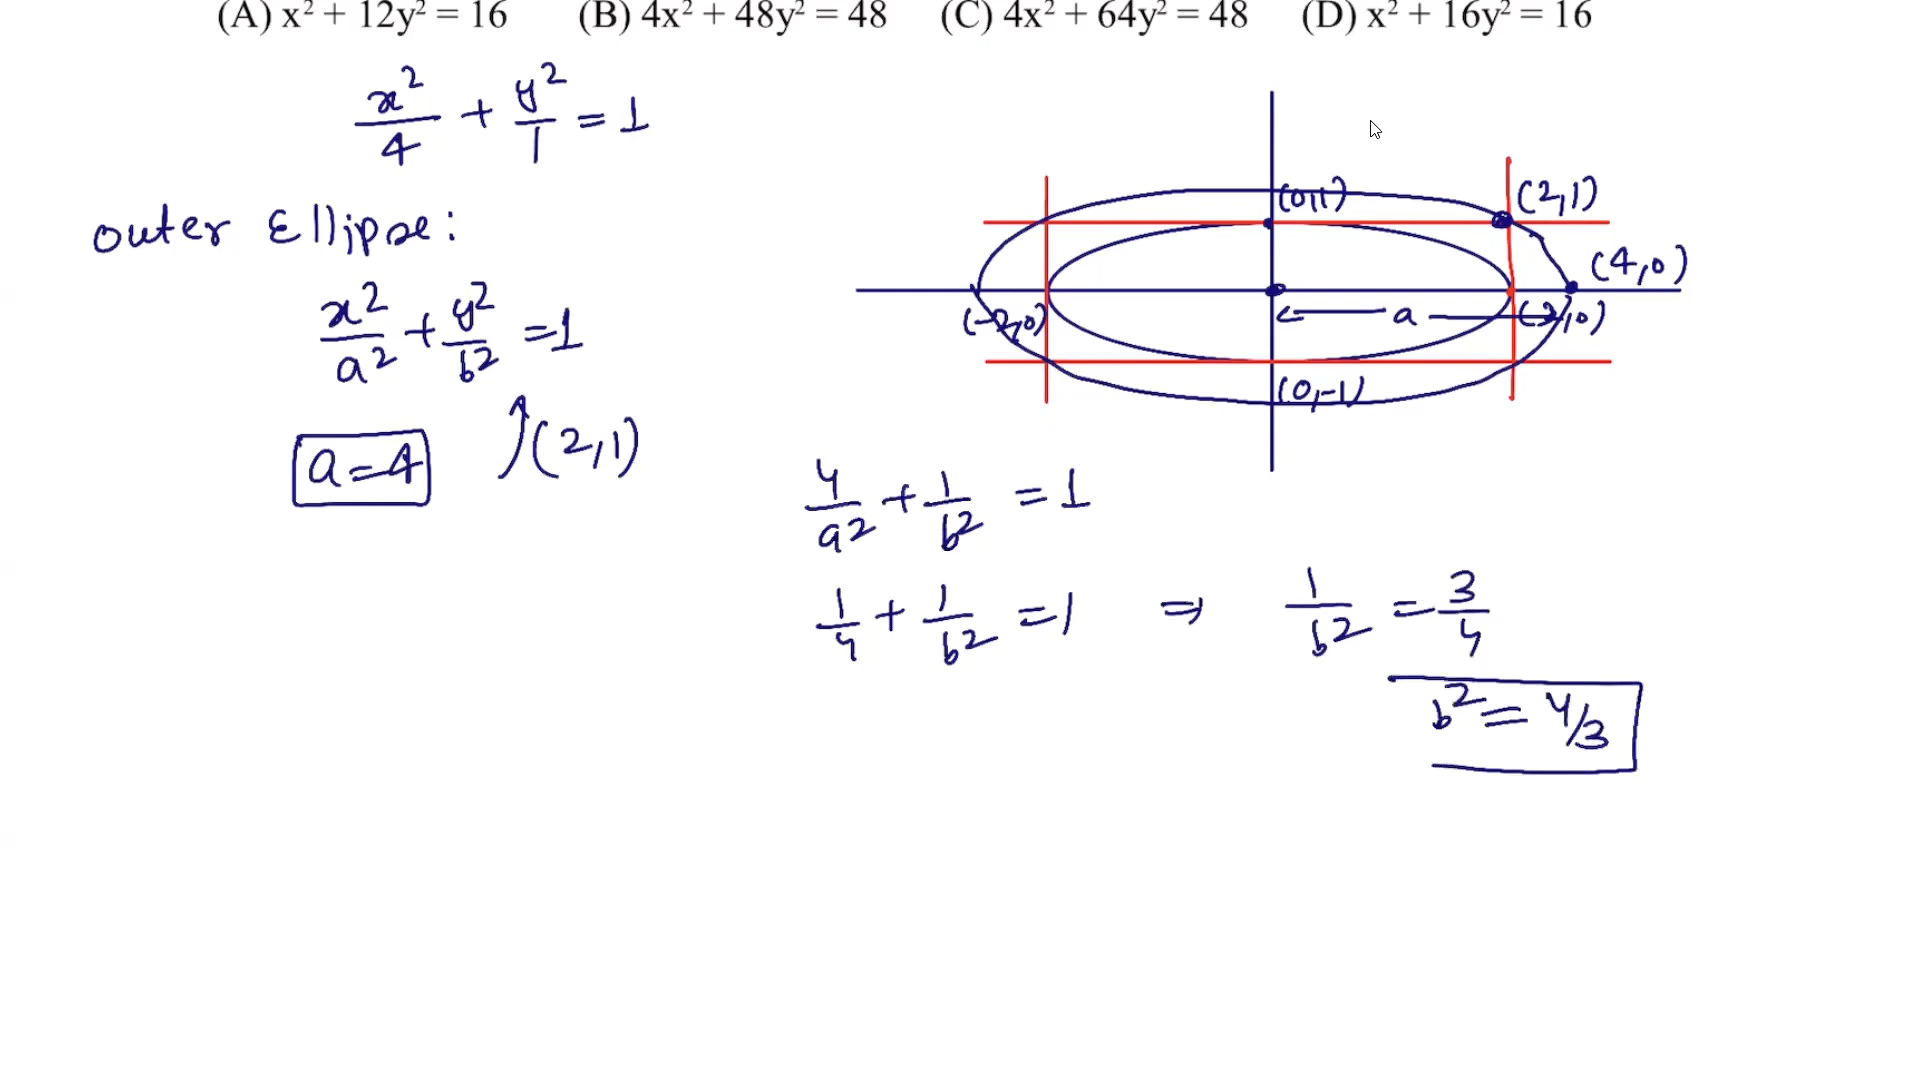 (A) x² + 12y² = 16 (B) 4x² + 48y² = 48 (C) 4x² + 64y² = 48 (D) x² + 16y² = 16
x²/4 + y²/1 = 1
outer Ellipse:
x²/a² + y²/b² = 1
a=4
(2,1)
(0,1)
(2,1)
(4,0)
(-2,0)
a
(2,0)
(0,-1)
4/a² + 1/b² = 1
1/4 + 1/b² = 1 ⇒ 1/b² = 3/4
b² = 4/3